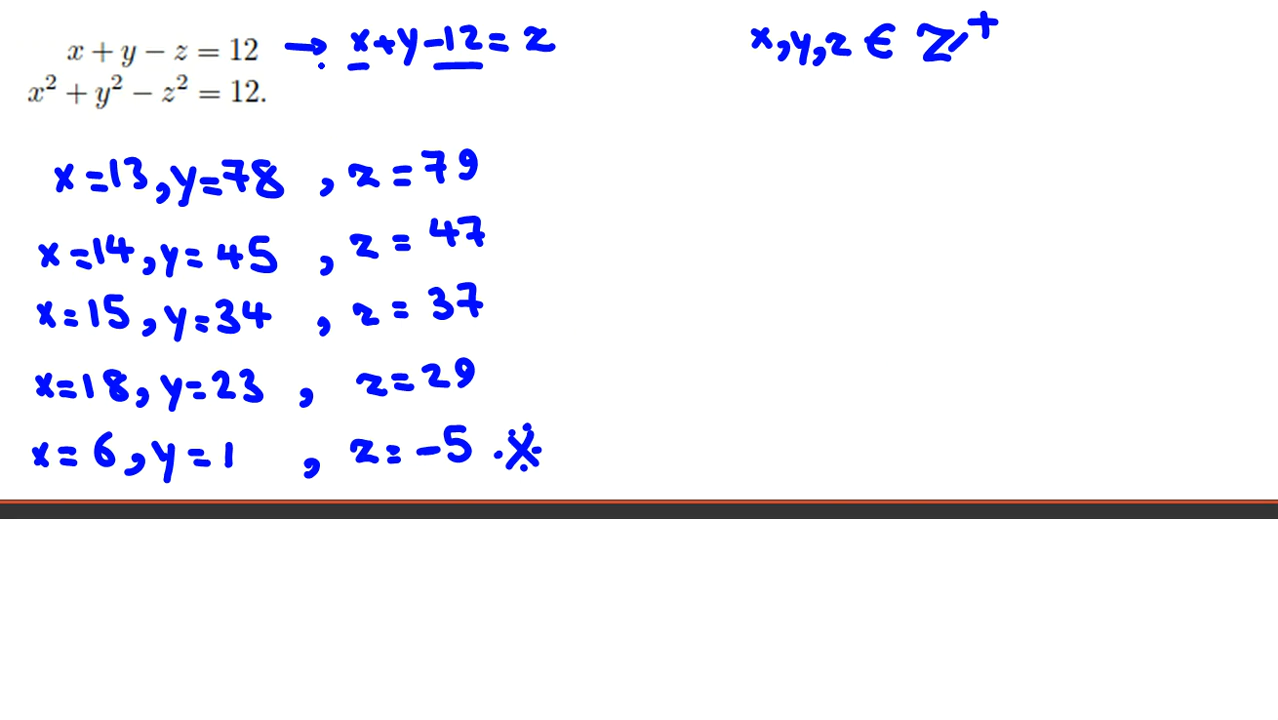 x + y − z = 12 → x+y-12 = z x,y,z ∈ Z⁺
x² + y² − z² = 12.
x=13,y=78 , z=79
x=14,y=45 , z=47
x=15,y=34 , z=37
x=18,y=23 , z=29
x=6,y=1 , z=-5 .※